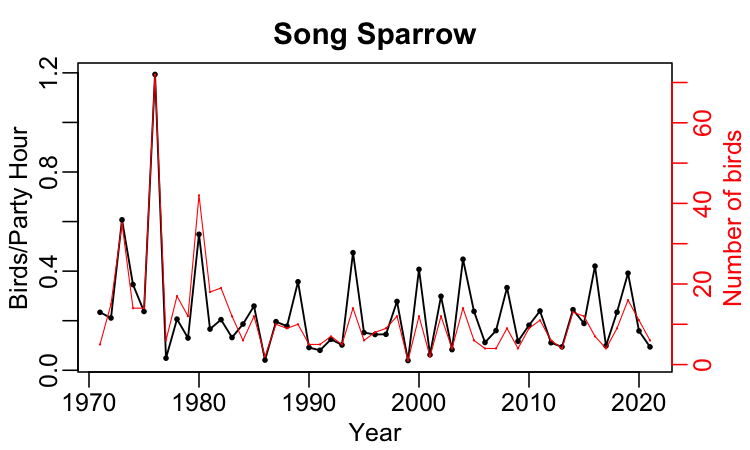 Song Sparrow
Birds/Party Hour
0.0 0.4 0.8 1.2
0 20 40 60
Number of birds
1970 1980 1990 2000 2010 2020
Year